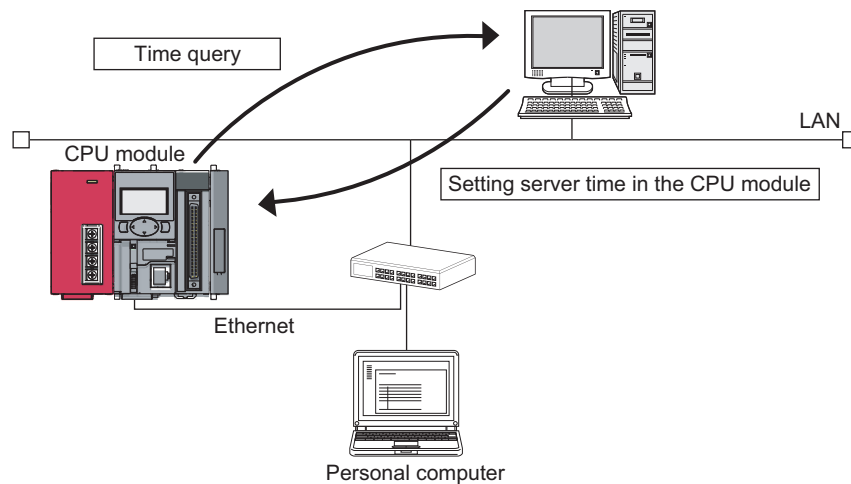 Time query
LAN
CPU module
Setting server time in the CPU module
Ethernet
Personal computer